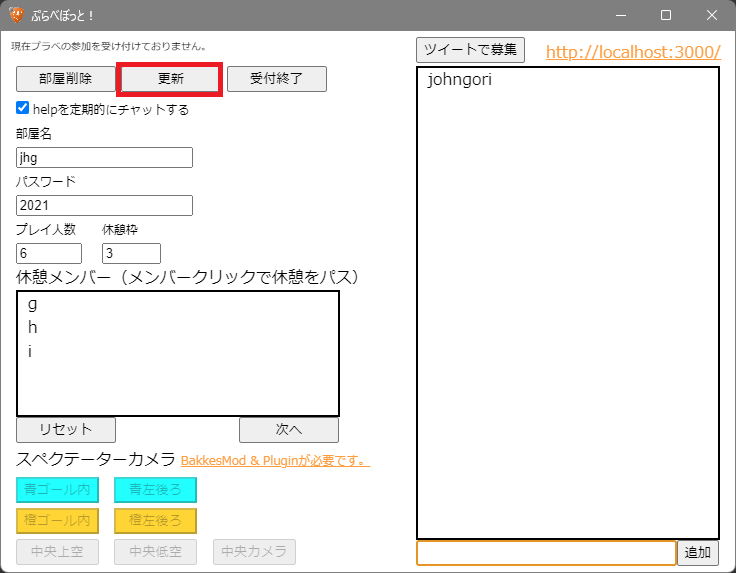 ぷらべぼっと！
現在プラベの参加を受け付けておりません。
部屋削除 更新 受付終了
helpを定期的にチャットする
部屋名
jhg
パスワード
2021
プレイ人数 休憩枠
6 3
休憩メンバー（メンバークリックで休憩をパス）
g
h
i
リセット 次へ
スペクテーターカメラ BakkesMod & Pluginが必要です。
青ゴール内 青左後ろ
橙ゴール内 橙左後ろ
中央上空 中央低空 中央カメラ
ツイートで募集 http://localhost:3000/
johngori
追加